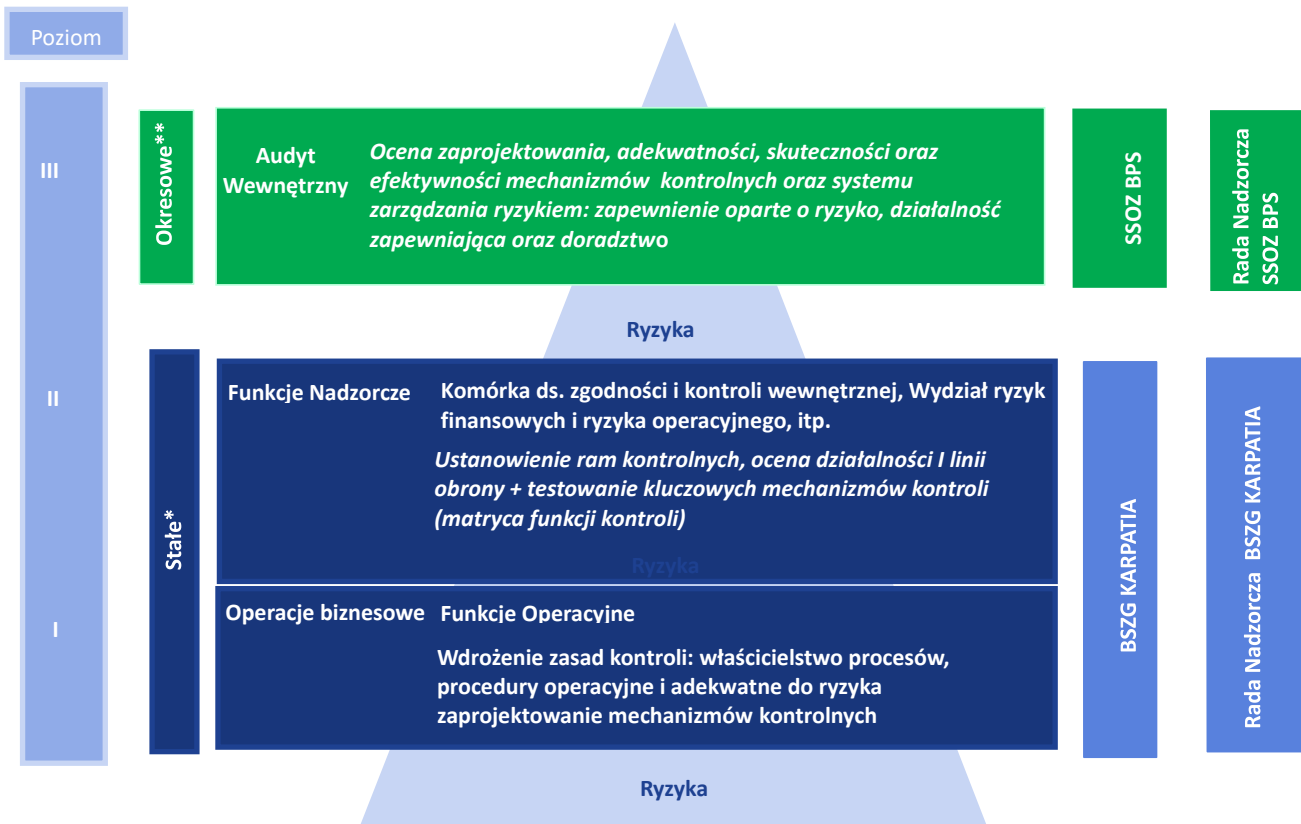 Poziom
III
Okresowe**
Audyt
Wewnętrzny
Ocena zaprojektowania, adekwatności, skuteczności oraz
efektywności mechanizmów kontrolnych oraz systemu
zarządzania ryzykiem: zapewnienie oparte o ryzyko, działalność
zapewniająca oraz doradztwo
SSOZ BPS
Rada Nadzorcza
SSOZ BPS
Ryzyka
II
Stałe*
Funkcje Nadzorcze
Komórka ds. zgodności i kontroli wewnętrznej, Wydział ryzyk
finansowych i ryzyka operacyjnego, itp.
Ustanowienie ram kontrolnych, ocena działalności I linii
obrony + testowanie kluczowych mechanizmów kontroli
(matryca funkcji kontroli)
Ryzyka
I
Operacje biznesowe
Funkcje Operacyjne
Wdrożenie zasad kontroli: właścicielstwo procesów,
procedury operacyjne i adekwatne do ryzyka
zaprojektowanie mechanizmów kontrolnych
BSZG KARPATIA
Rada Nadzorcza BSZG KARPATIA
Ryzyka